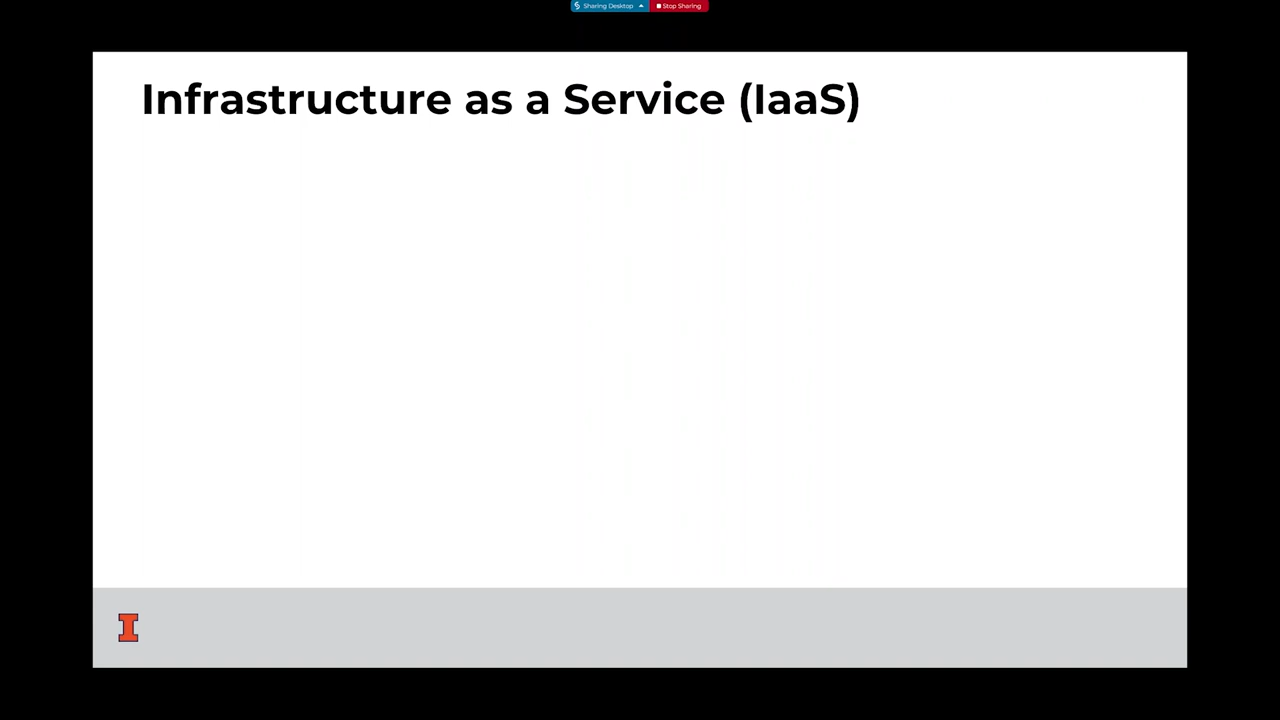 Sharing Desktop
Stop Sharing
Infrastructure as a Service (IaaS)
I